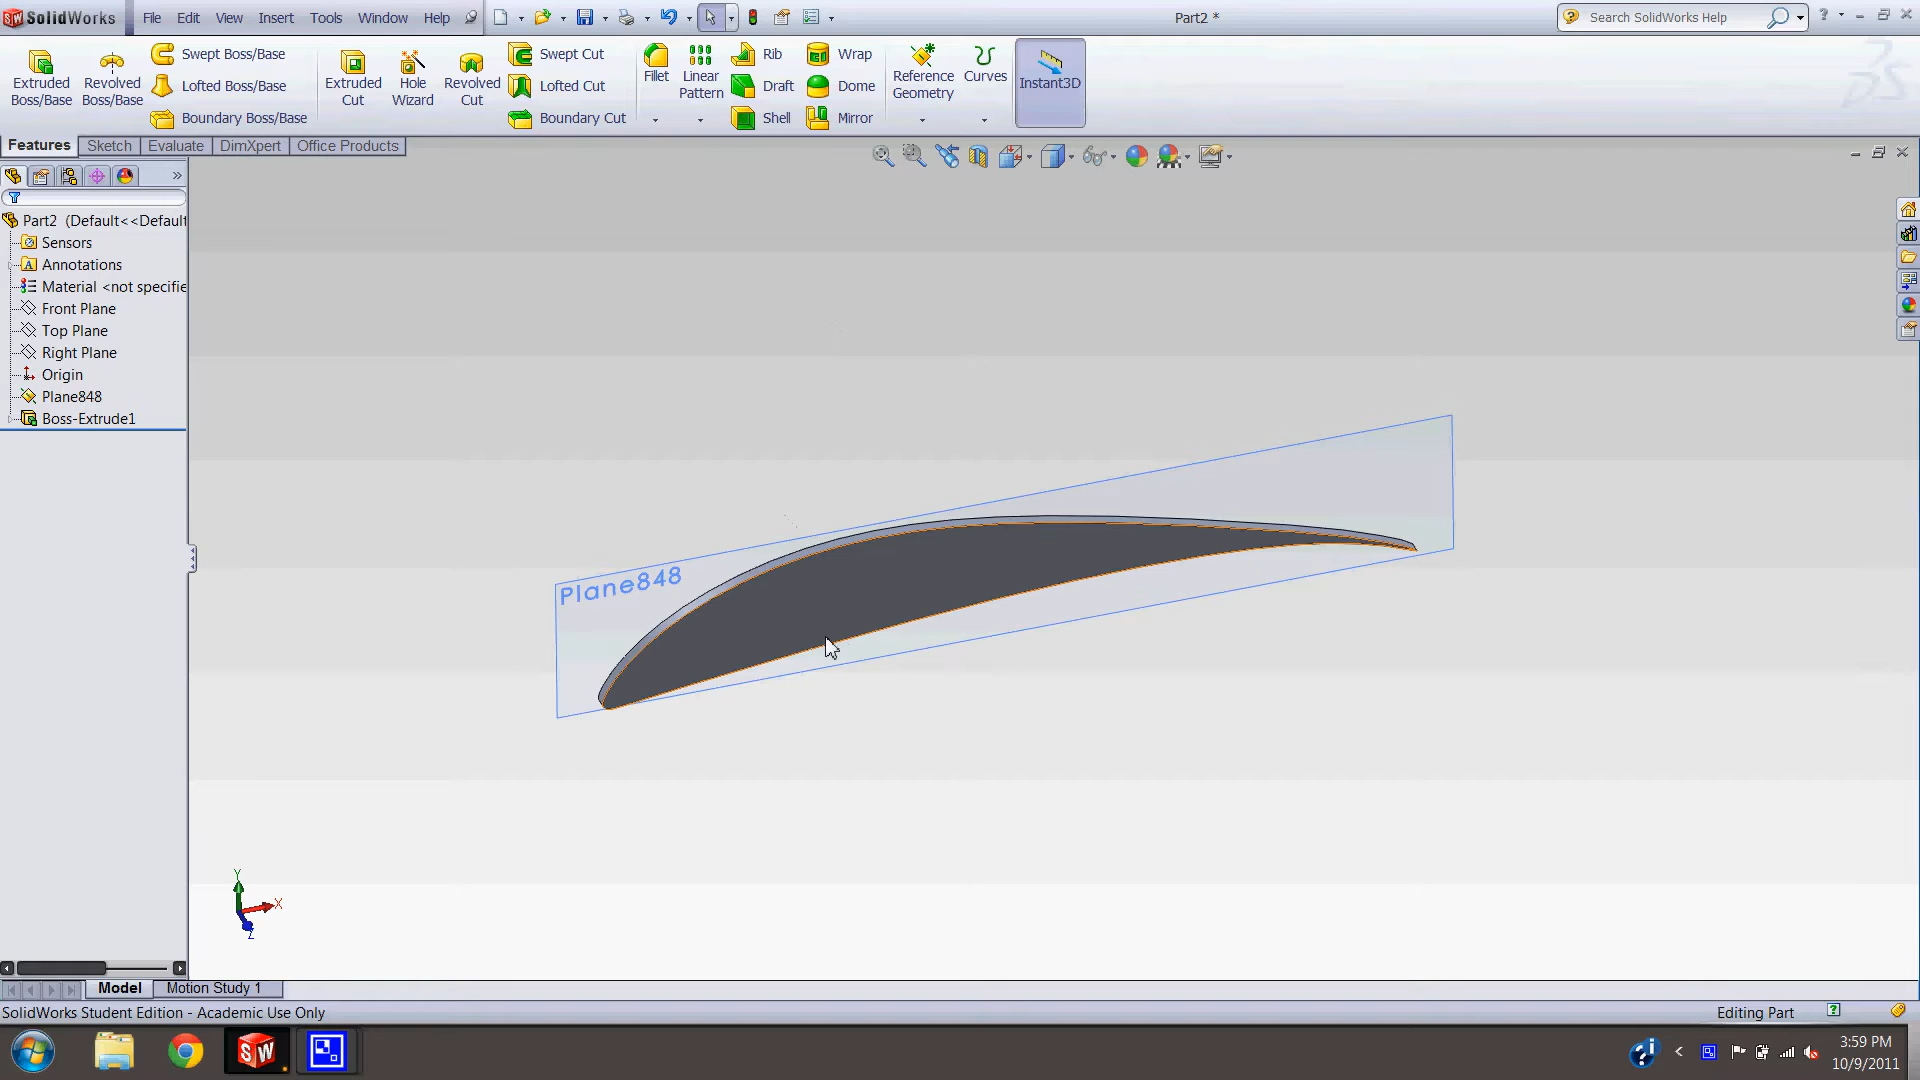 SolidWorks File Edit View Insert Tools Window Help Part2 * Search SolidWorks Help
Extruded Boss/Base
Revolved Boss/Base
Swept Boss/Base
Lofted Boss/Base
Boundary Boss/Base
Extruded Cut
Hole Wizard
Revolved Cut
Swept Cut
Lofted Cut
Boundary Cut
Fillet
Linear Pattern
Rib
Draft
Shell
Wrap
Dome
Mirror
Reference Geometry
Curves
Instant3D
Features Sketch Evaluate DimXpert Office Products
Part2 (Default<<Default
Sensors
Annotations
Material <not specifie
Front Plane
Top Plane
Right Plane
Origin
Plane848
Boss-Extrude1
Plane848
Y
X
Z
Model Motion Study 1
SolidWorks Student Edition - Academic Use Only Editing Part
3:59 PM
10/9/2011